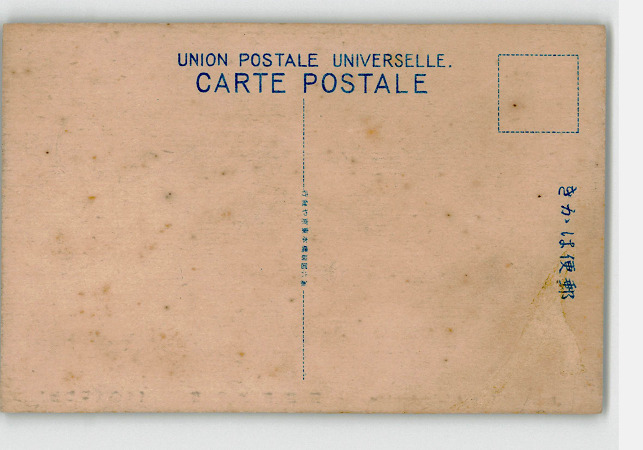 UNION POSTALE UNIVERSELLE.
CARTE POSTALE
郵便はかき